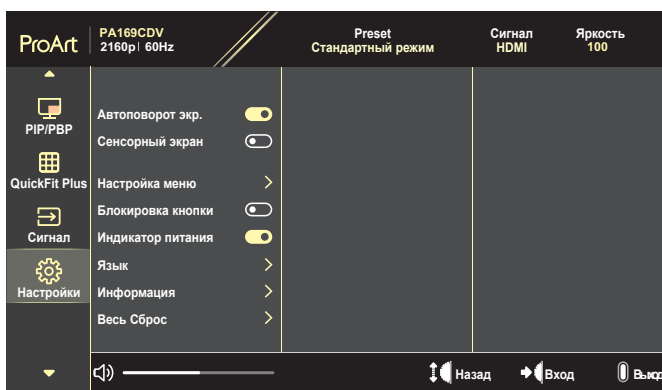 ProArt
PA169CDV
2160p | 60Hz
Preset
Стандартный режим
Сигнал
HDMI
Яркость
100
PIP/PBP
QuickFit Plus
Сигнал
Настройки
Автоповорот экр.
Сенсорный экран
Настройка меню
Блокировка кнопки
Индикатор питания
Язык
Информация
Весь Сброс
Назад
Вход
Выход